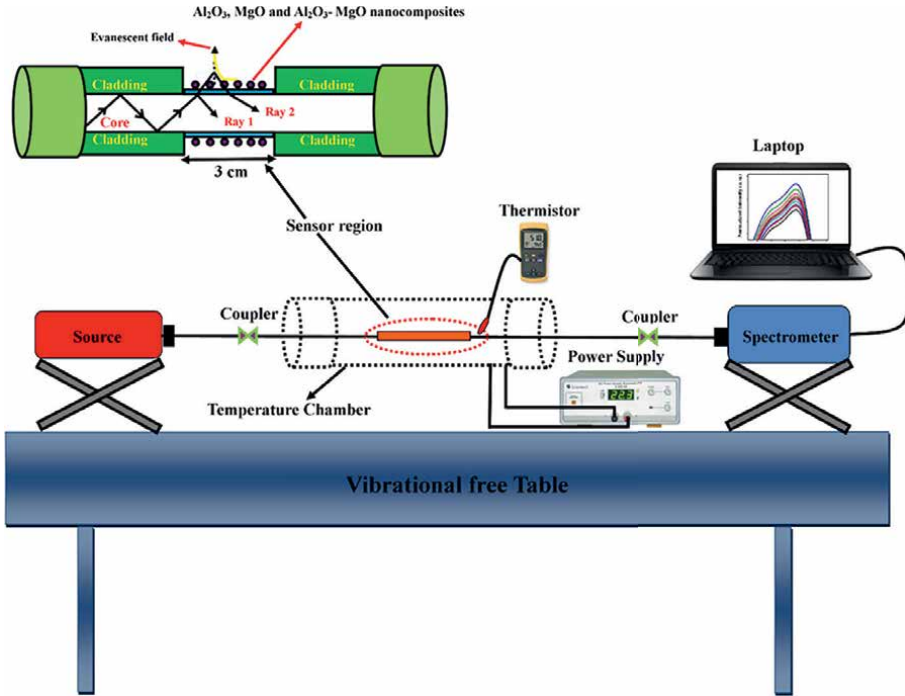 Al₂O₃, MgO and Al₂O₃- MgO nanocomposites
Evanescent field
Cladding
Cladding
Core
Ray 1
Ray 2
Cladding
Cladding
3 cm
Laptop
Sensor region
Thermistor
Coupler
Coupler
Source
Spectrometer
Power Supply
Temperature Chamber
223
Vibrational free Table